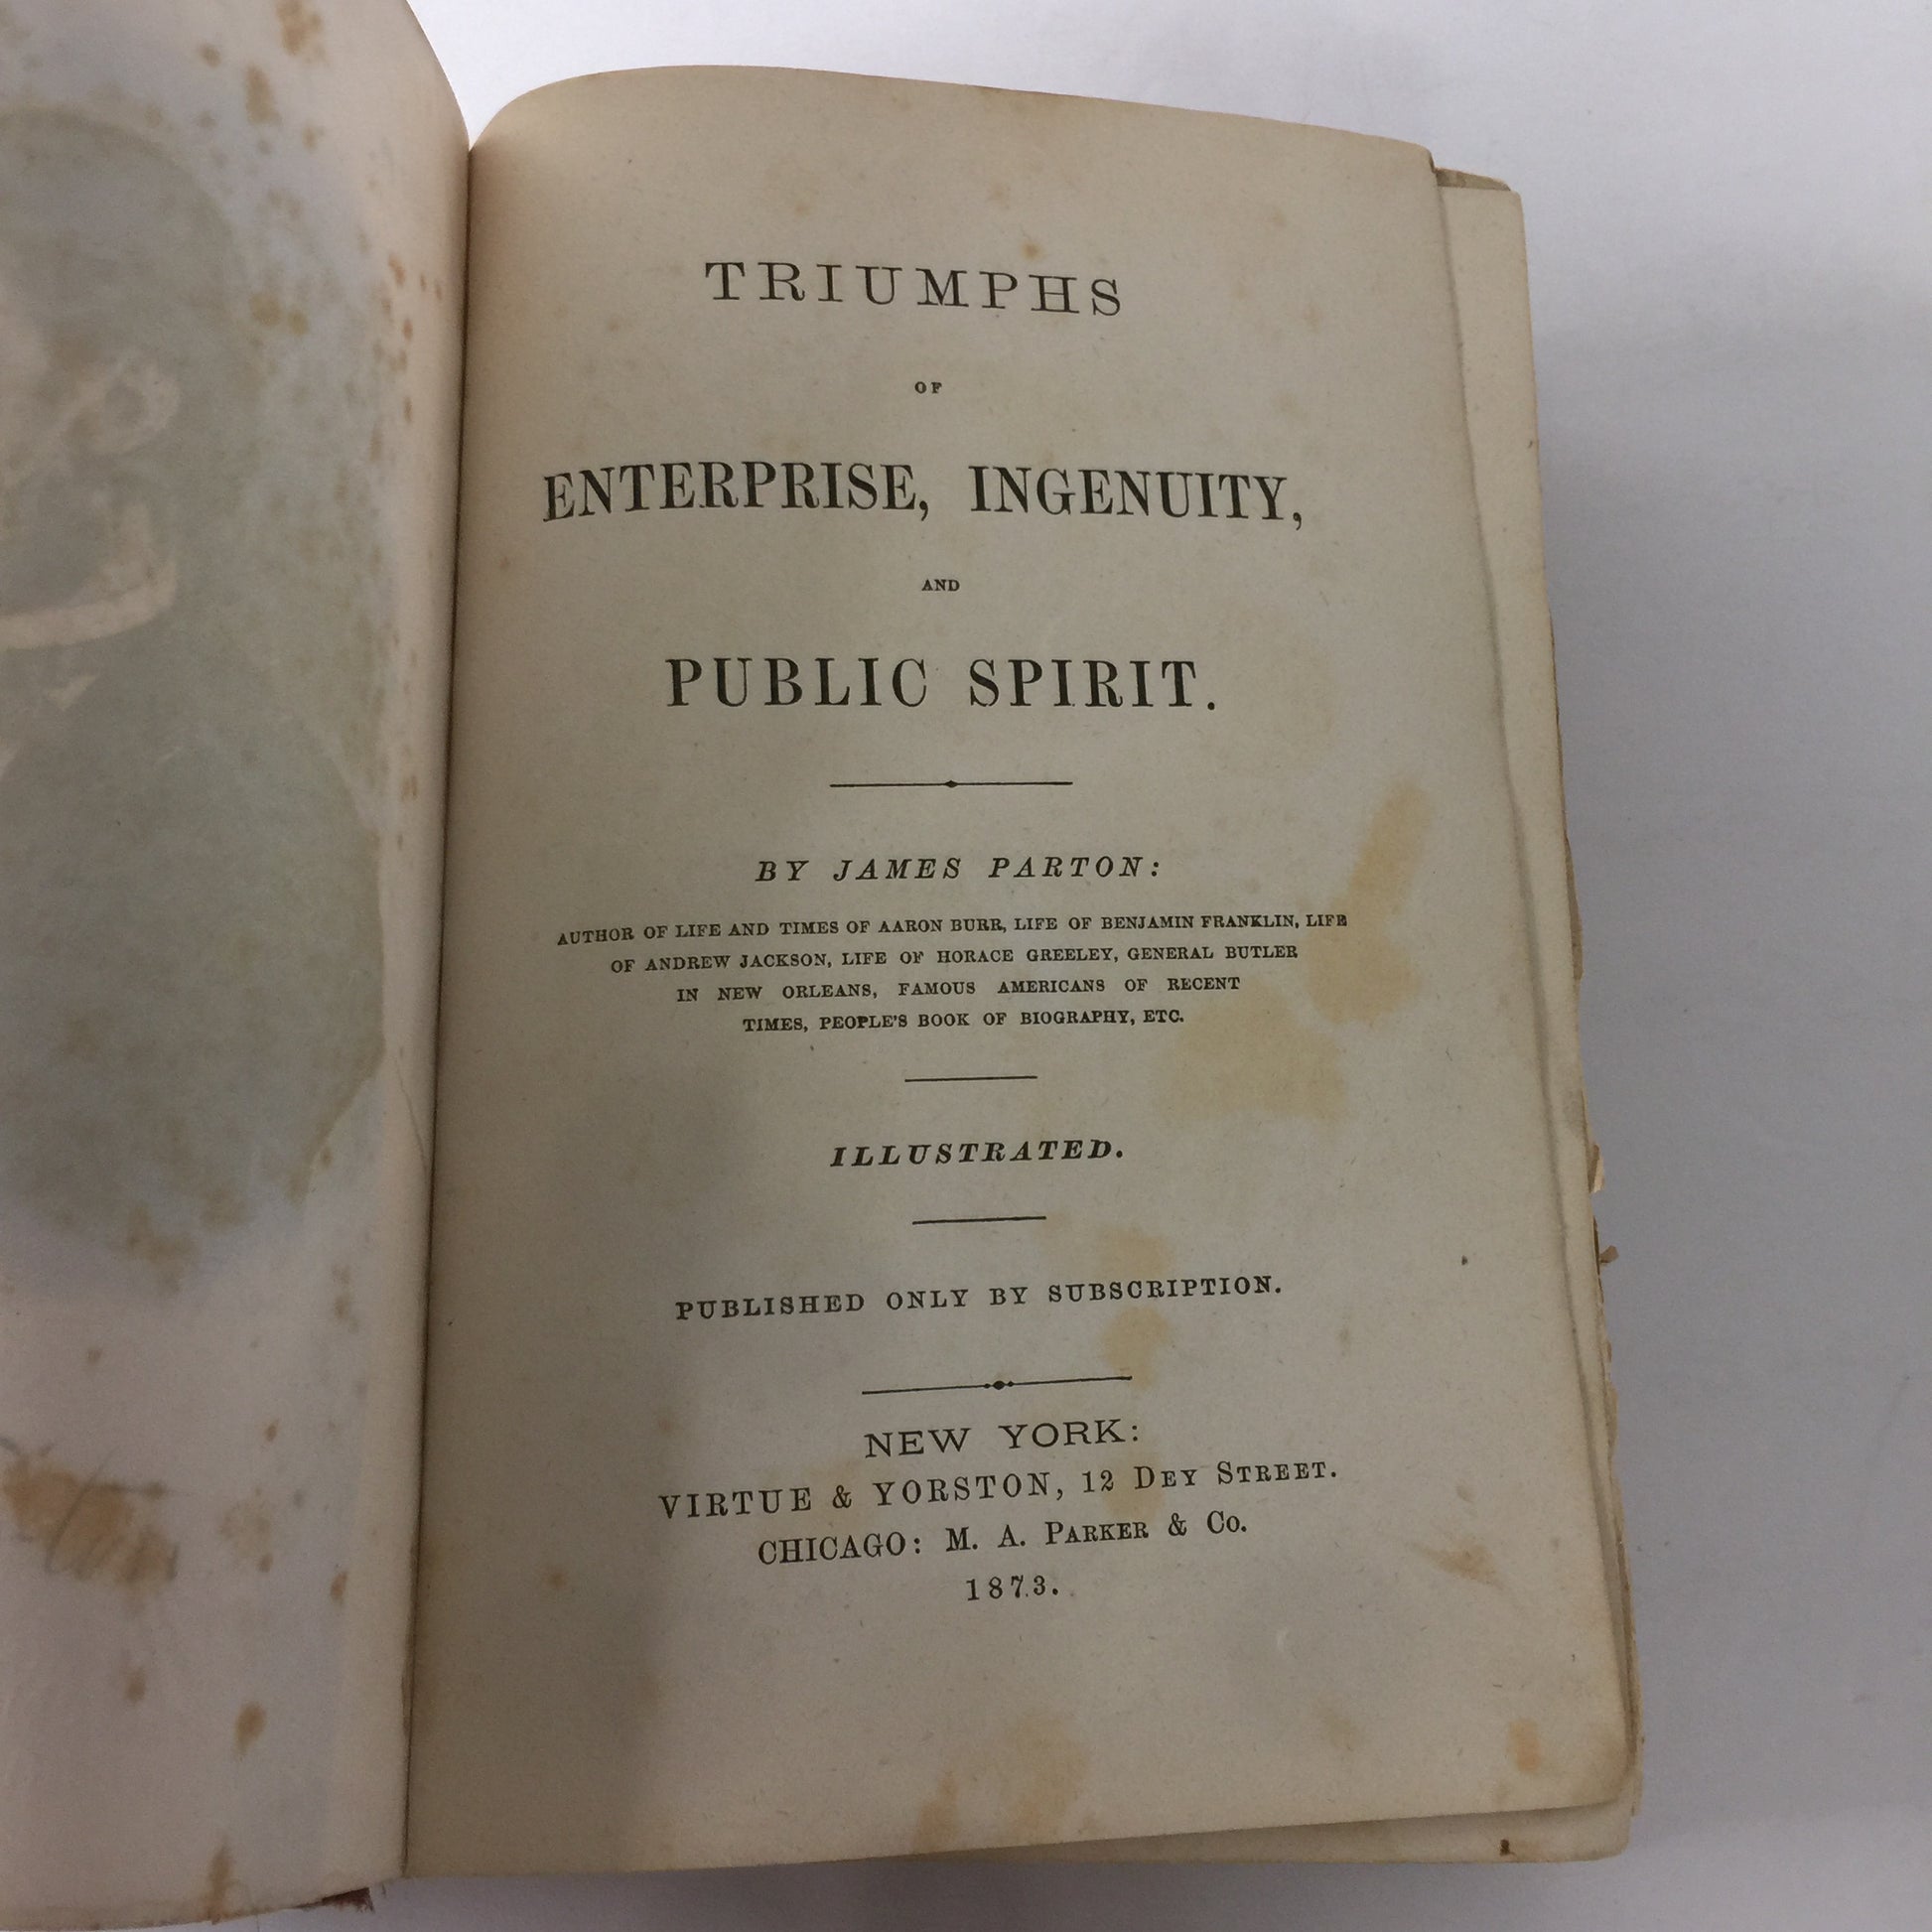 TRIUMPHS
OF
ENTERPRISE, INGENUITY,
AND
PUBLIC SPIRIT.
BY JAMES PARTON:
AUTHOR OF LIFE AND TIMES OF AARON BURR, LIFE OF BENJAMIN FRANKLIN, LIFE
OF ANDREW JACKSON, LIFE OF HORACE GREELEY, GENERAL BUTLER
IN NEW ORLEANS, FAMOUS AMERICANS OF RECENT
TIMES, PEOPLE'S BOOK OF BIOGRAPHY, ETC.
ILLUSTRATED.
PUBLISHED ONLY BY SUBSCRIPTION.
NEW YORK:
VIRTUE & YORSTON, 12 DEY STREET.
CHICAGO: M. A. PARKER & Co.
1873.